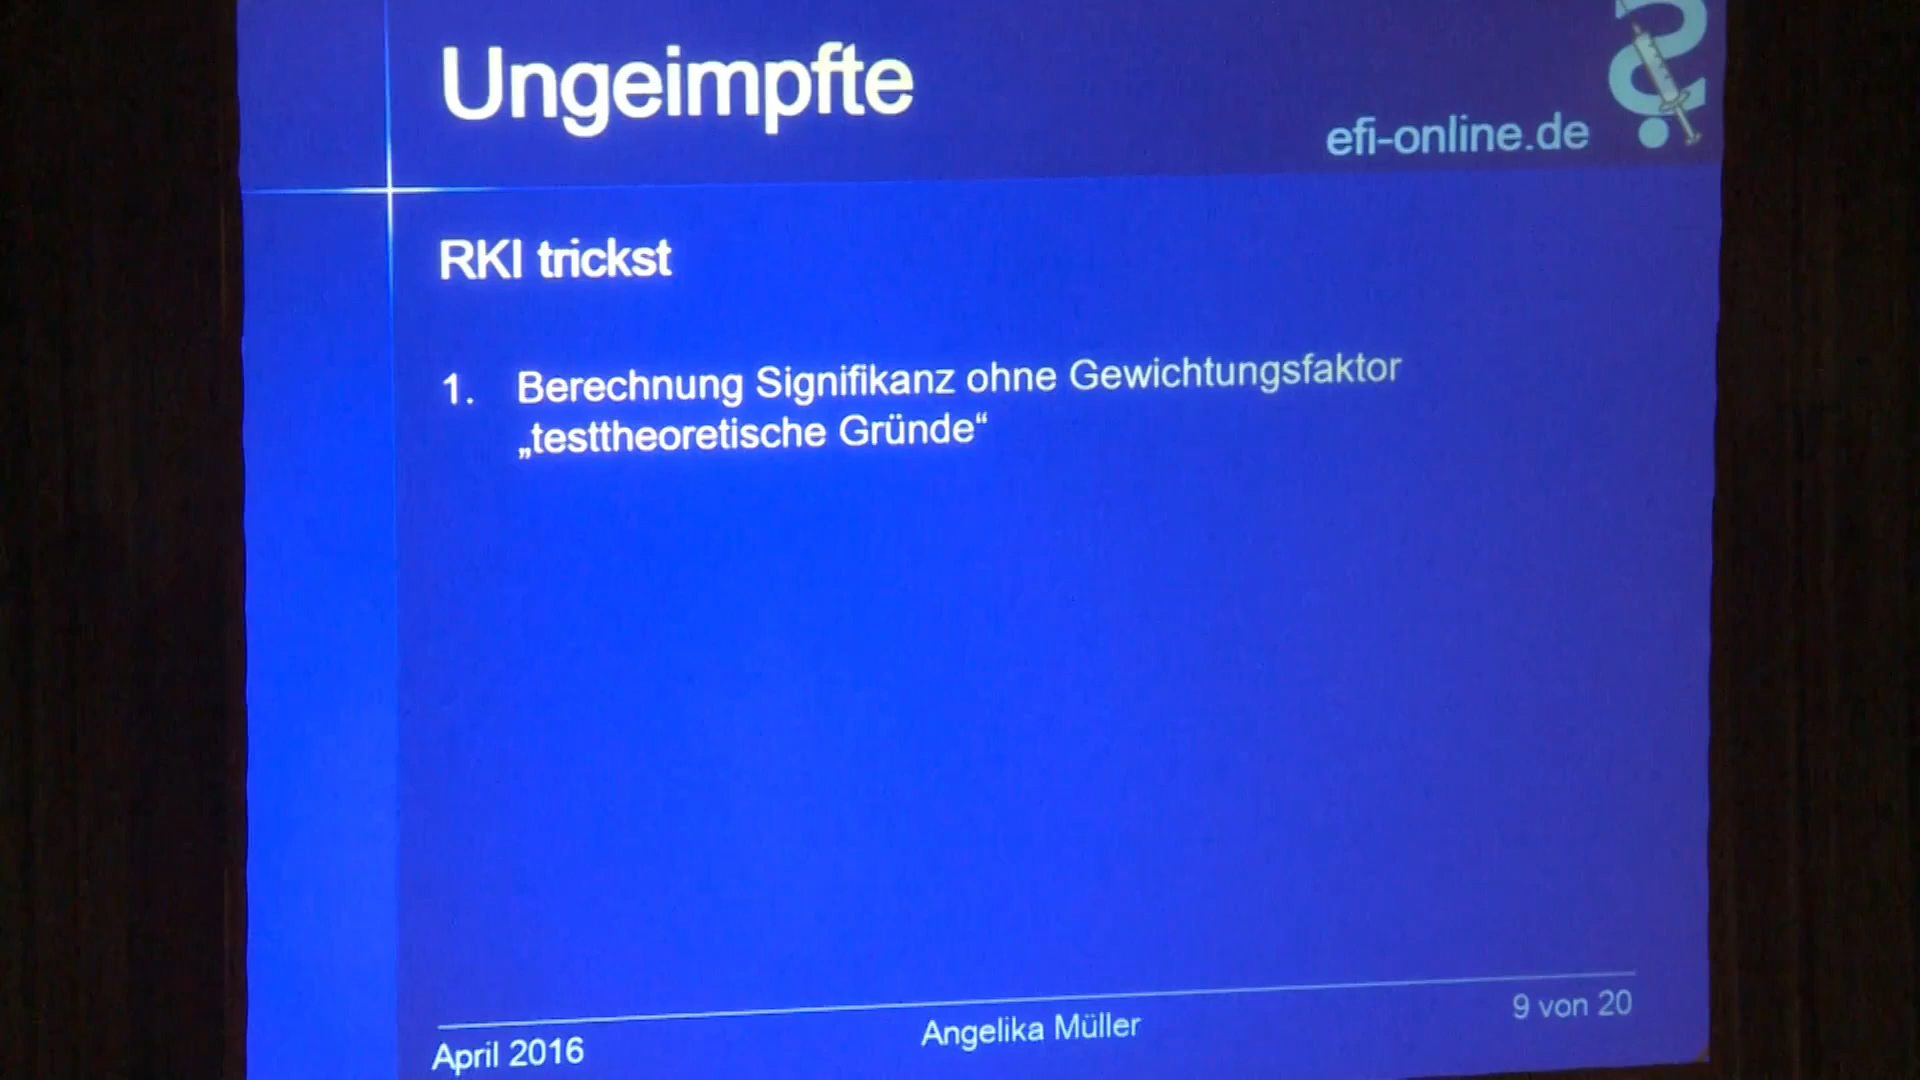 Ungeimpfte
efi-online.de
RKI trickst
1. Berechnung Signifikanz ohne Gewichtungsfaktor
„testtheoretische Gründe“
April 2016
Angelika Müller
9 von 20